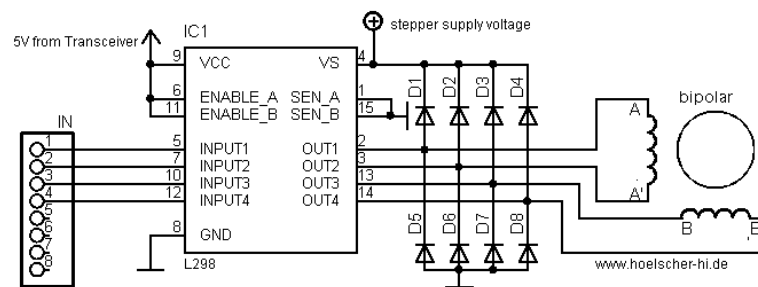 IC1
stepper supply voltage
5V from Transceiver
9 VCC VS 4
6 ENABLE_A SEN_A 1
11 ENABLE_B SEN_B 15
D1 D2 D3 D4
IN
1 5 INPUT1 OUT1 2
2 7 INPUT2 OUT2 3
3 10 INPUT3 OUT3 13
4 12 INPUT4 OUT4 14
5
6
7
8
8 GND
L298
D5 D6 D7 D8
bipolar
A
A'
B
www.hoelscher-hi.de